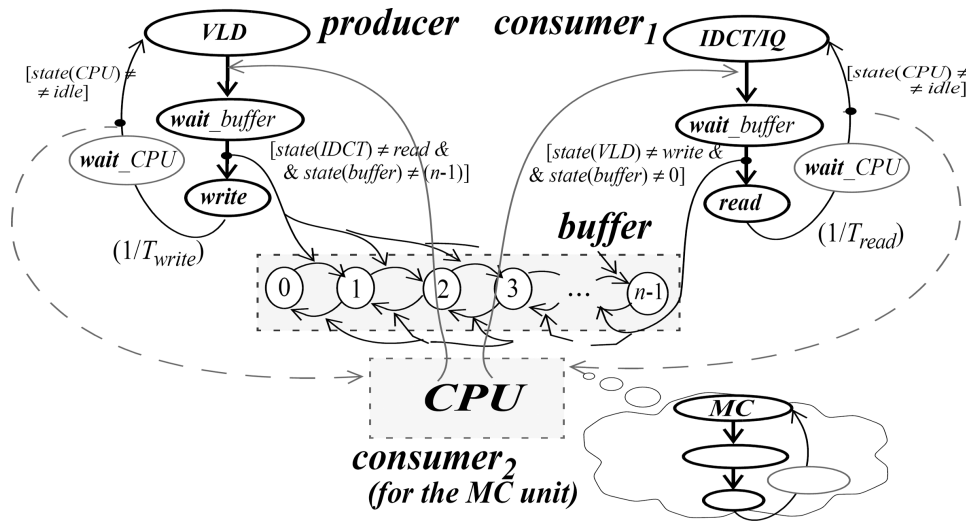 VLD
producer
consumer1
IDCT/IQ
[state(CPU) ≠
≠ idle]
[state(CPU) ≠
≠ idle]
wait_buffer
wait_buffer
wait_CPU
[state(IDCT) ≠ read &
& state(buffer) ≠ (n-1)]
[state(VLD) ≠ write &
& state(buffer) ≠ 0]
wait_CPU
write
read
(1/Twrite)
buffer
(1/Tread)
0
1
2
3
...
n-1
CPU
MC
consumer2
(for the MC unit)